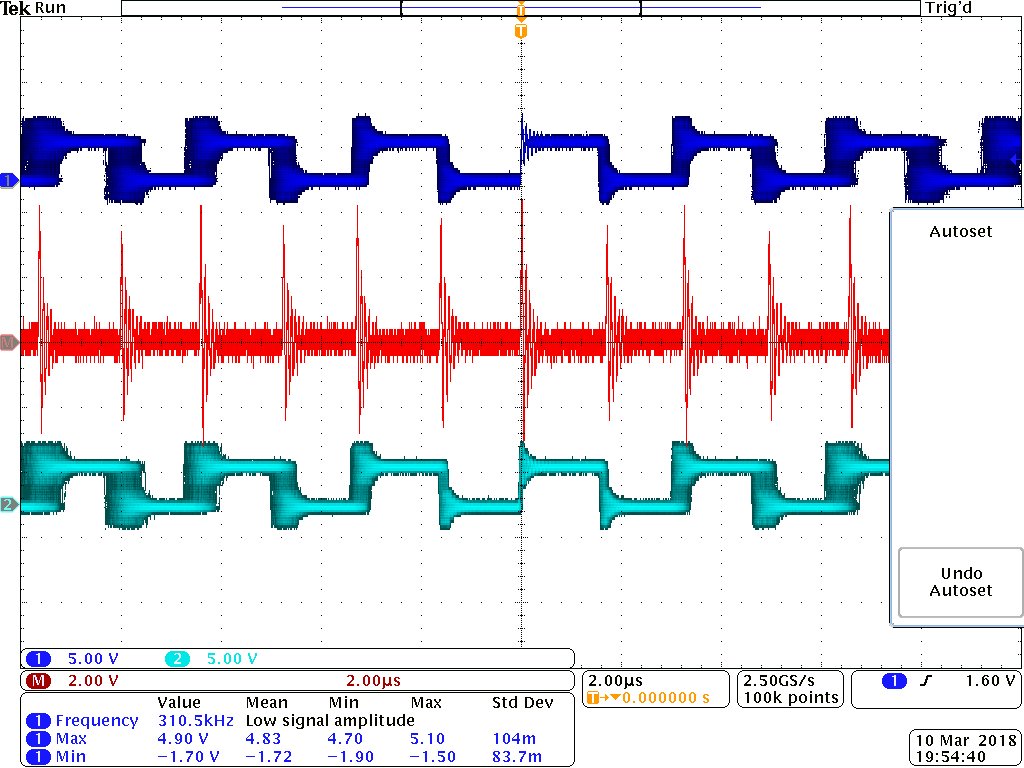 Tek Run Trig'd
T
T
1
Autoset
M
2
Undo
Autoset
1 5.00 V 2 5.00 V
M 2.00 V 2.00µs
2.00µs
T→▼0.000000 s
2.50GS/s
100k points
1 1.60 V
Value Mean Min Max Std Dev
1 Frequency 310.5kHz Low signal amplitude
1 Max 4.90 V 4.83 4.70 5.10 104m
1 Min −1.70 V −1.72 −1.90 −1.50 83.7m
10 Mar 2018
19:54:40